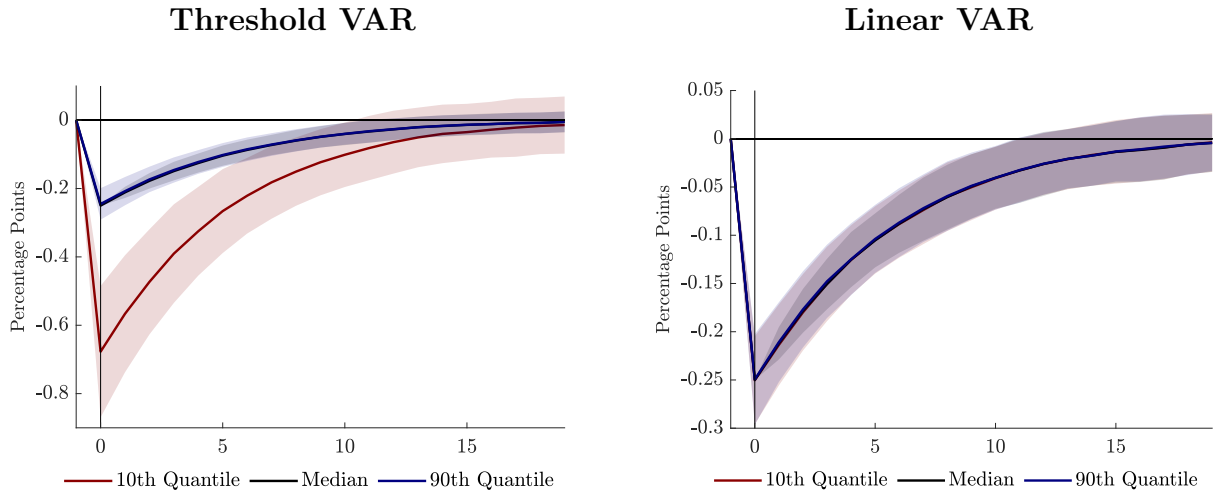 Threshold VAR
Percentage Points
0
-0.2
-0.4
-0.6
-0.8
0 5 10 15
10th Quantile Median 90th Quantile
Linear VAR
Percentage Points
0.05
0
-0.05
-0.1
-0.15
-0.2
-0.25
-0.3
0 5 10 15
10th Quantile Median 90th Quantile